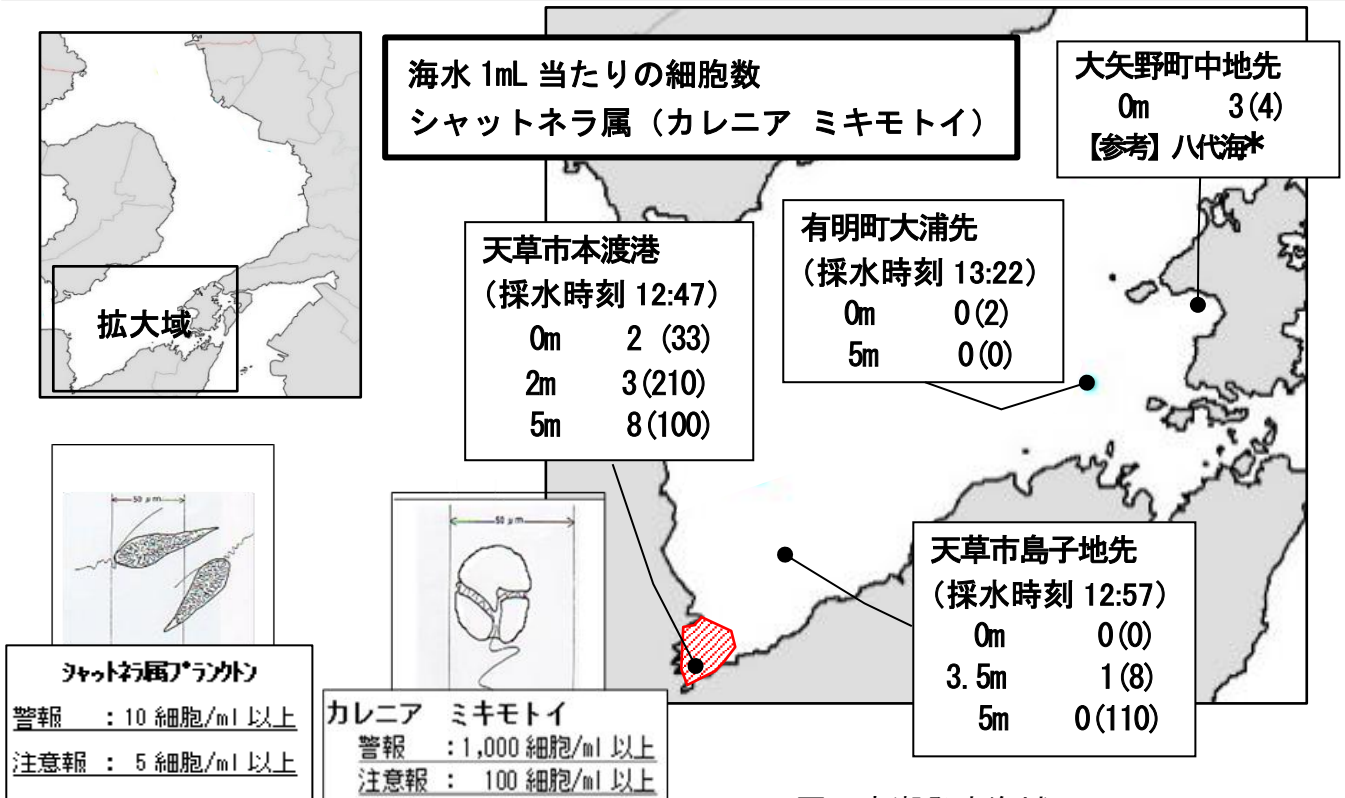 海水 1mL 当たりの細胞数
シャットネラ属（カレニア ミキモトイ）
大矢野町中地先
0m 3(4)
【参考】八代海*
天草市本渡港
（採水時刻 12:47）
0m 2 (33)
2m 3(210)
5m 8(100)
有明町大浦先
（採水時刻 13:22）
0m 0(2)
5m 0(0)
拡大域
天草市島子地先
（採水時刻 12:57）
0m 0(0)
3.5m 1(8)
5m 0(110)
50 μm
シャットネラ属プランクトン
警報 ：10 細胞/ml 以上
注意報 ： 5 細胞/ml 以上
50 μm
カレニア ミキモトイ
警報 ：1,000 細胞/ml 以上
注意報 ： 100 細胞/ml 以上